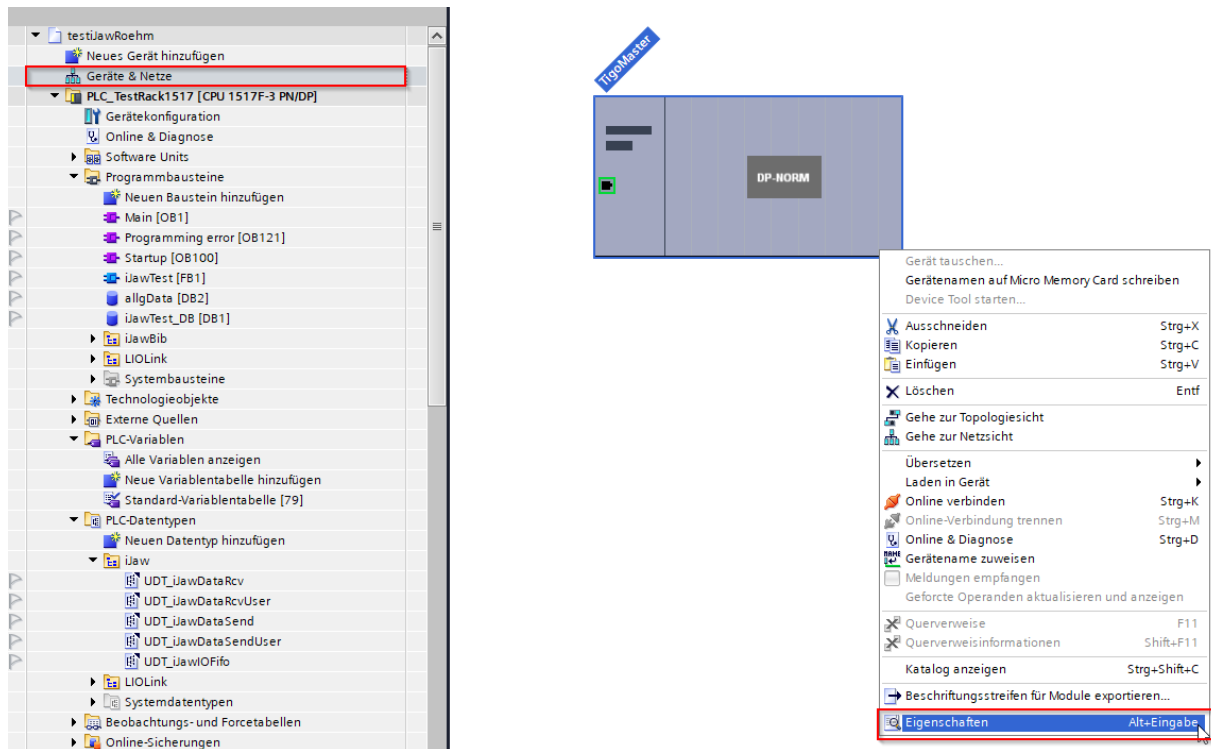 testiJawRoehm
Neues Gerät hinzufügen
Geräte & Netze
PLC_TestRack1517 [CPU 1517F-3 PN/DP]
Gerätekonfiguration
Online & Diagnose
Software Units
Programmbausteine
Neuen Baustein hinzufügen
Main [OB1]
Programming error [OB121]
Startup [OB100]
iJawTest [FB1]
allgData [DB2]
iJawTest_DB [DB1]
iJawBib
LIOLink
Systembausteine
Technologieobjekte
Externe Quellen
PLC-Variablen
Alle Variablen anzeigen
Neue Variablentabelle hinzufügen
Standard-Variablentabelle [79]
PLC-Datentypen
Neuen Datentyp hinzufügen
iJaw
UDT_iJawDataRcv
UDT_iJawDataRcvUser
UDT_iJawDataSend
UDT_iJawDataSendUser
UDT_iJawIOFifo
LIOLink
Systemdatentypen
Beobachtungs- und Forcetabellen
Online-Sicherungen
TigoMaster
DP-NORM
Gerät tauschen...
Gerätenamen auf Micro Memory Card schreiben
Device Tool starten...
Ausschneiden Strg+X
Kopieren Strg+C
Einfügen Strg+V
Löschen Entf
Gehe zur Topologiesicht
Gehe zur Netzsicht
Übersetzen
Laden in Gerät
Online verbinden Strg+K
Online-Verbindung trennen Strg+M
Online & Diagnose Strg+D
NAME Gerätename zuweisen
Meldungen empfangen
Geforcte Operanden aktualisieren und anzeigen
Querverweise F11
Querverweisinformationen Shift+F11
Katalog anzeigen Strg+Shift+C
Beschriftungsstreifen für Module exportieren...
Eigenschaften Alt+Eingabe